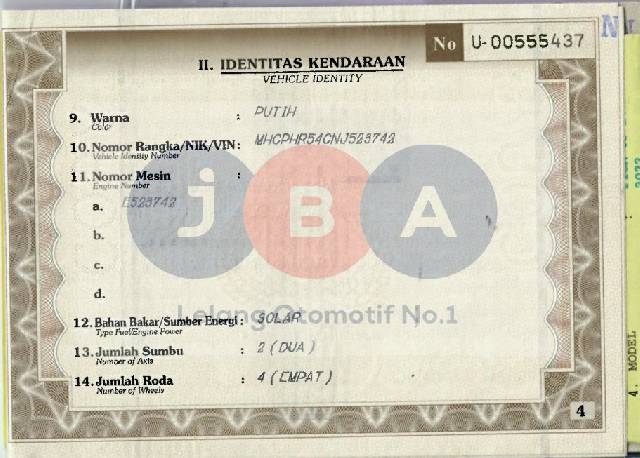 No U-00555437
II. IDENTITAS KENDARAAN
VEHICLE IDENTITY
9. Warna : PUTIH
Color
10. Nomor Rangka/NIK/VIN: MHCPHR54CNJ523742
Vehicle Identity Number
11. Nomor Mesin :
Engine Number
a. E523742
b.
c.
d.
jBA
Lelang Otomotif No.1
12. Bahan Bakar/Sumber Energi: SOLAR
Type Fuel/Engine Power
13. Jumlah Sumbu : 2 (DUA)
Number of Axis
14. Jumlah Roda : 4 (EMPAT)
Number of Wheels
4
4. MODEL